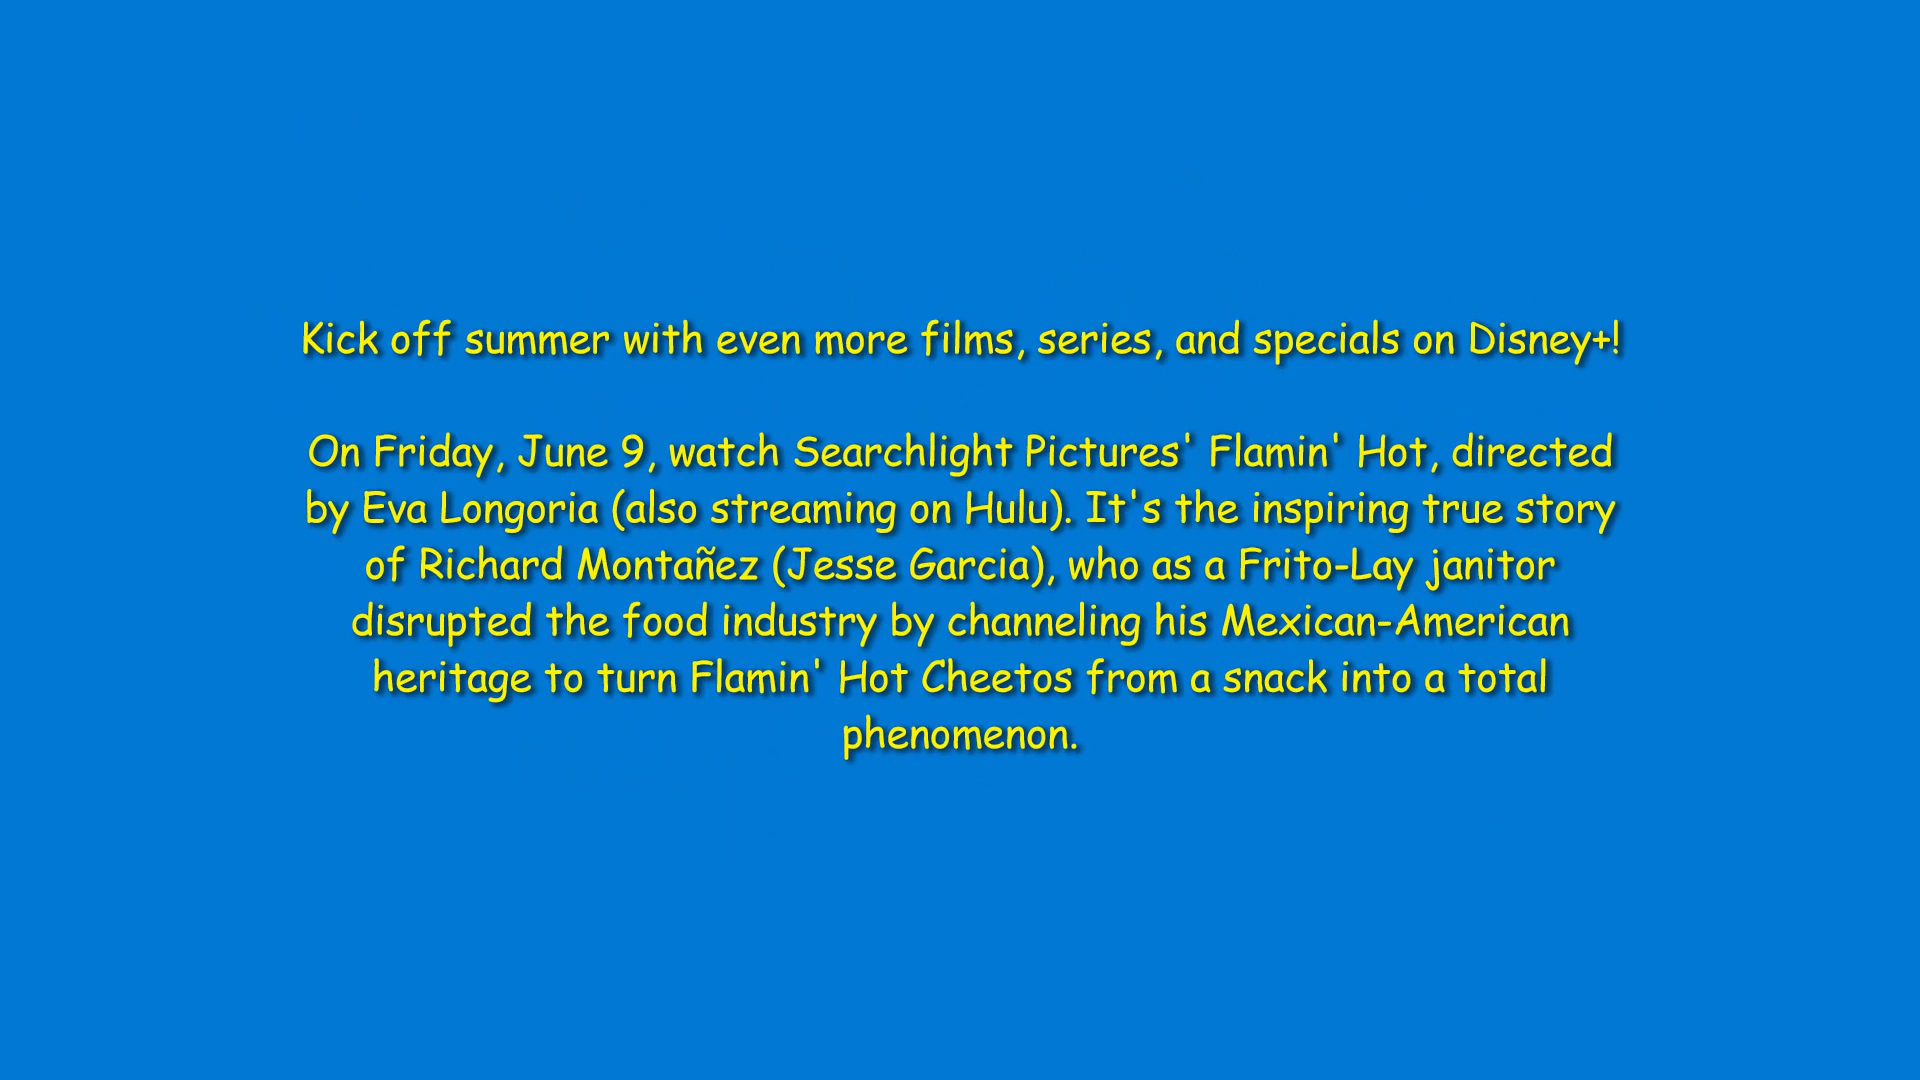 Kick off summer with even more films, series, and specials on Disney+!
On Friday, June 9, watch Searchlight Pictures' Flamin' Hot, directed
by Eva Longoria (also streaming on Hulu). It's the inspiring true story
of Richard Montañez (Jesse Garcia), who as a Frito-Lay janitor
disrupted the food industry by channeling his Mexican-American
heritage to turn Flamin' Hot Cheetos from a snack into a total
phenomenon.